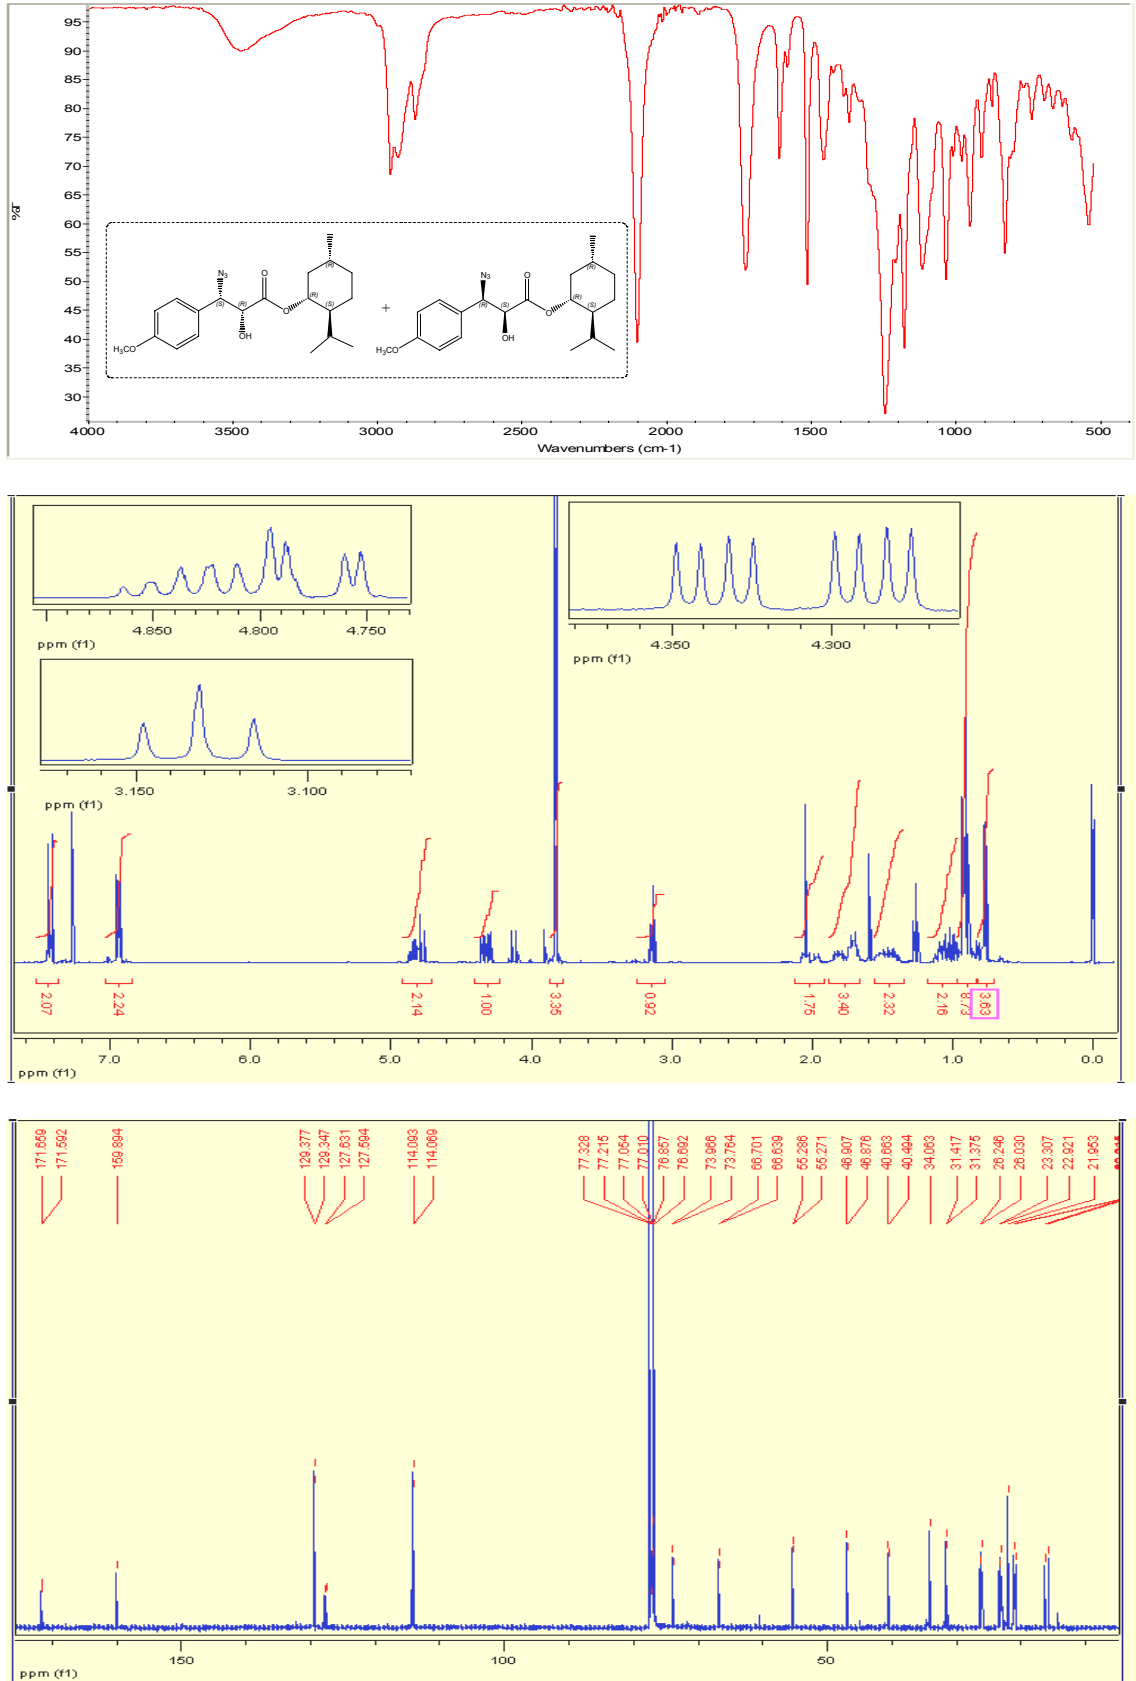 95
90
85
80
75
70
65
60
55
50
45
40
35
30
%T
4000 3500 3000 2500 2000 1500 1000 500
Wavenumbers (cm-1)
N3 O (R) (S) (R) (R) (S) O OH H3CO
+
N3 O (R) (R) (S) (R) (S) O OH H3CO
4.850 4.800 4.750
ppm (f1)
4.350 4.300
ppm (f1)
3.150 3.100
ppm (f1)
2.07 2.24 2.14 1.00 3.35 0.92 1.75 3.40 2.32 2.16 8.73 3.63
7.0 6.0 5.0 4.0 3.0 2.0 1.0 0.0
ppm (f1)
171.659 171.592 159.894 129.377 129.347 127.631 127.594 114.093 114.069 77.328 77.215 77.054 77.010 76.857 76.692 73.966 73.764 66.701 66.639 55.286 55.271 46.907 46.876 40.663 40.494 34.063 31.417 31.375 26.246 26.030 23.307 22.921 21.953
150 100 50
ppm (f1)